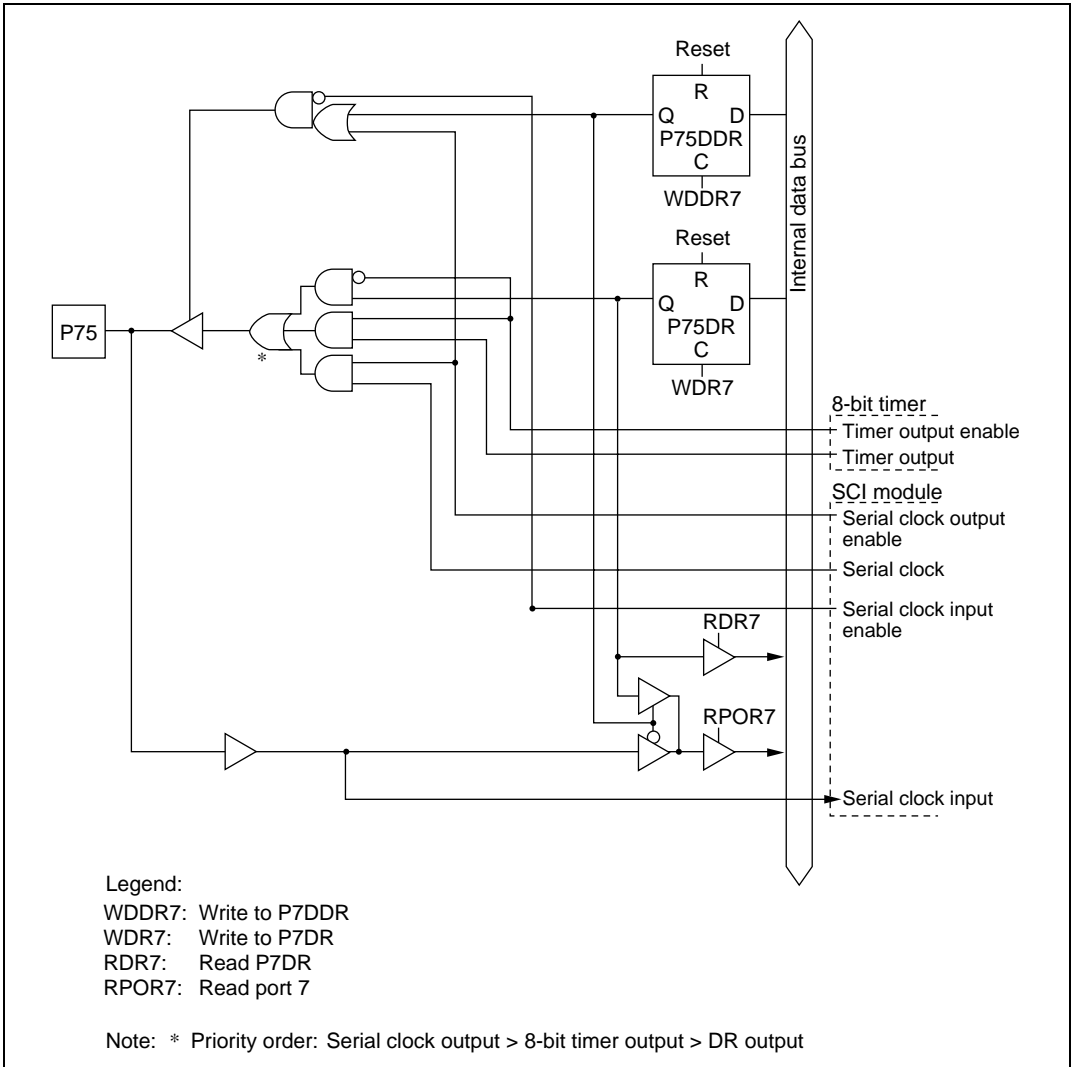 Reset
R
Q D
P75DDR
C
WDDR7
Internal data bus
Reset
R
Q D
P75DR
C
WDR7
P75
*
8-bit timer
Timer output enable
Timer output
SCI module
Serial clock output
enable
Serial clock
Serial clock input
enable
RDR7
RPOR7
Serial clock input
Legend:
WDDR7: Write to P7DDR
WDR7: Write to P7DR
RDR7: Read P7DR
RPOR7: Read port 7
Note: * Priority order: Serial clock output > 8-bit timer output > DR output